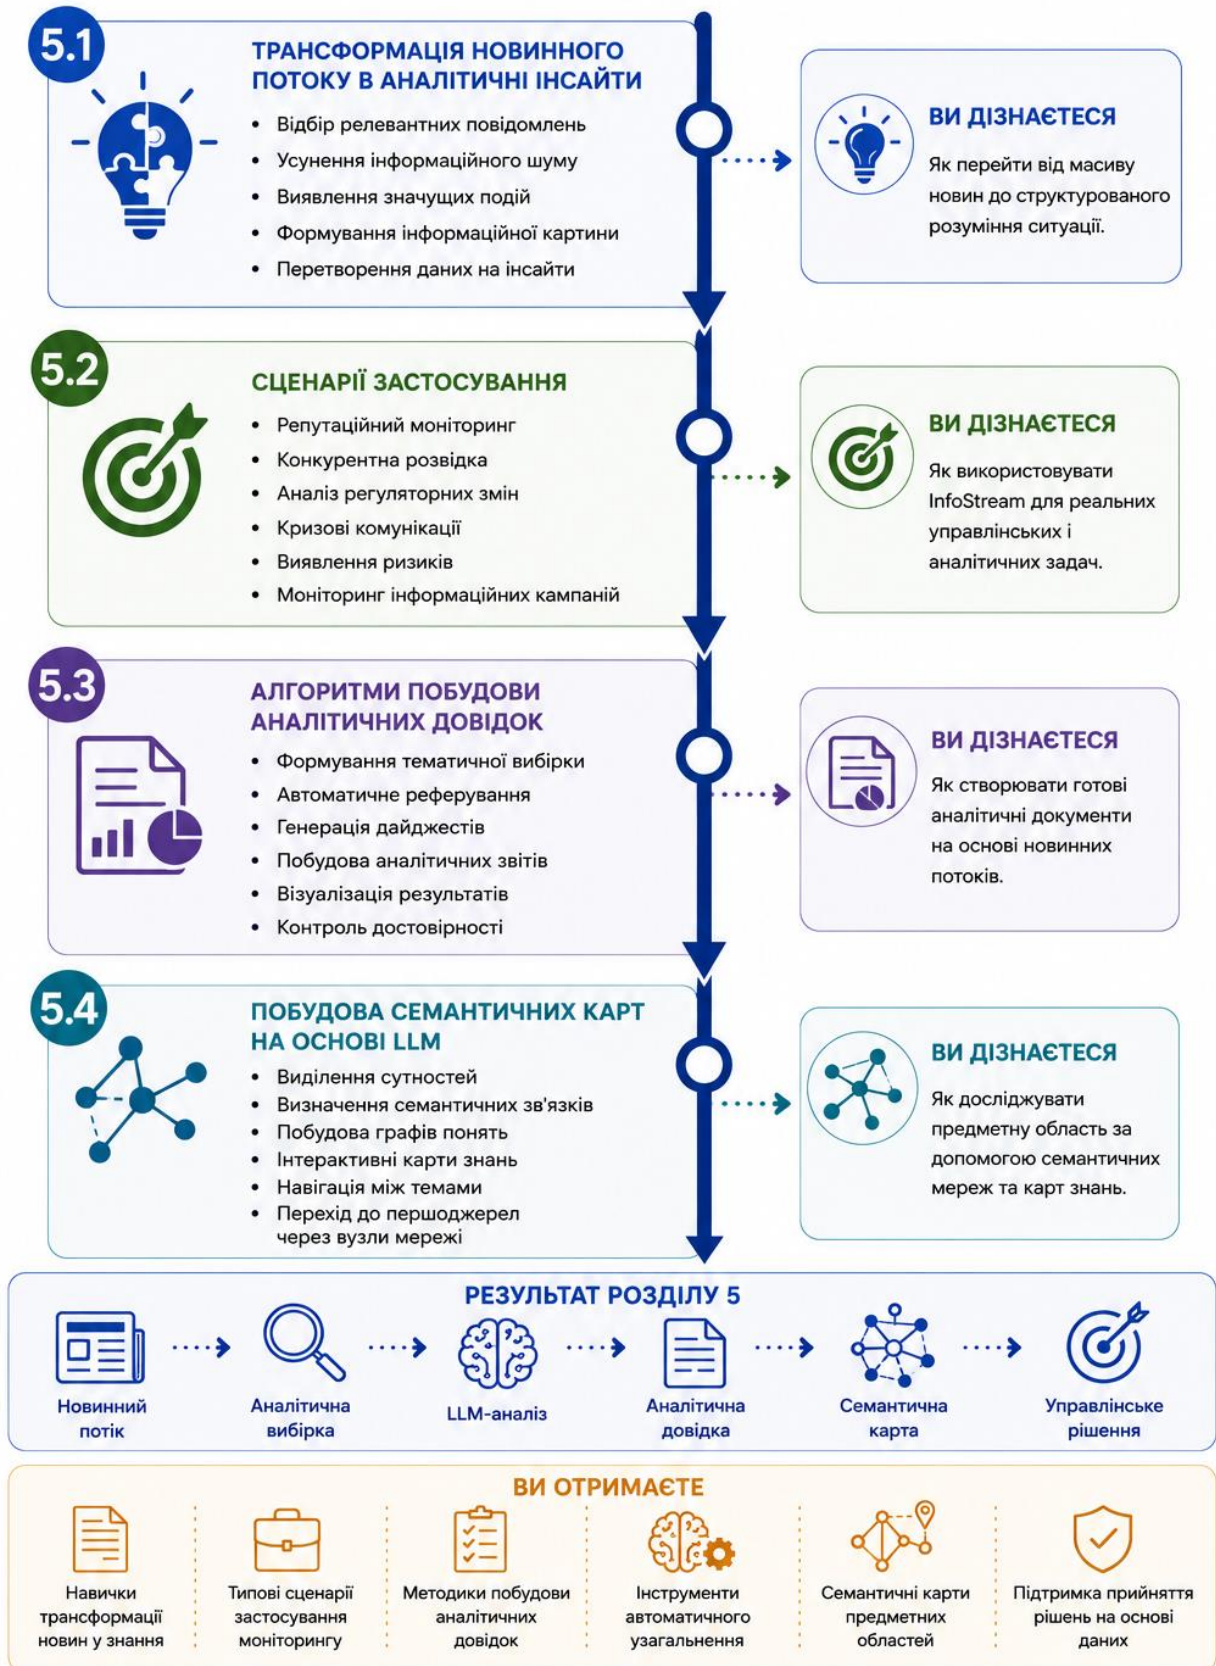 5.1
ТРАНСФОРМАЦІЯ НОВИННОГО
ПОТОКУ В АНАЛІТИЧНІ ІНСАЙТИ
• Відбір релевантних повідомлень
• Усунення інформаційного шуму
• Виявлення значущих подій
• Формування інформаційної картини
• Перетворення даних на інсайти
ВИ ДІЗНАЄТЕСЯ
Як перейти від масиву
новин до структурованого
розуміння ситуації.
5.2
СЦЕНАРІЇ ЗАСТОСУВАННЯ
• Репутаційний моніторинг
• Конкурентна розвідка
• Аналіз регуляторних змін
• Кризові комунікації
• Виявлення ризиків
• Моніторинг інформаційних кампаній
ВИ ДІЗНАЄТЕСЯ
Як використовувати
InfoStream для реальних
управлінських і
аналітичних задач.
5.3
АЛГОРИТМИ ПОБУДОВИ
АНАЛІТИЧНИХ ДОВІДОК
• Формування тематичної вибірки
• Автоматичне реферування
• Генерація дайджестів
• Побудова аналітичних звітів
• Візуалізація результатів
• Контроль достовірності
ВИ ДІЗНАЄТЕСЯ
Як створювати готові
аналітичні документи
на основі новинних
потоків.
5.4
ПОБУДОВА СЕМАНТИЧНИХ КАРТ
НА ОСНОВІ LLM
• Виділення сутностей
• Визначення семантичних зв'язків
• Побудова графів понять
• Інтерактивні карти знань
• Навігація між темами
• Перехід до першоджерел
через вузли мережі
ВИ ДІЗНАЄТЕСЯ
Як досліджувати
предметну область за
допомогою семантичних
мереж та карт знань.
РЕЗУЛЬТАТ РОЗДІЛУ 5
Новинний
потік
Аналітична
вибірка
LLM-аналіз
Аналітична
довідка
Семантична
карта
Управлінське
рішення
ВИ ОТРИМАЄТЕ
Навички
трансформації
новин у знання
Типові сценарії
застосування
моніторингу
Методики побудови
аналітичних
довідок
Інструменти
автоматичного
узагальнення
Семантичні карти
предметних
областей
Підтримка прийняття
рішень на основі
даних